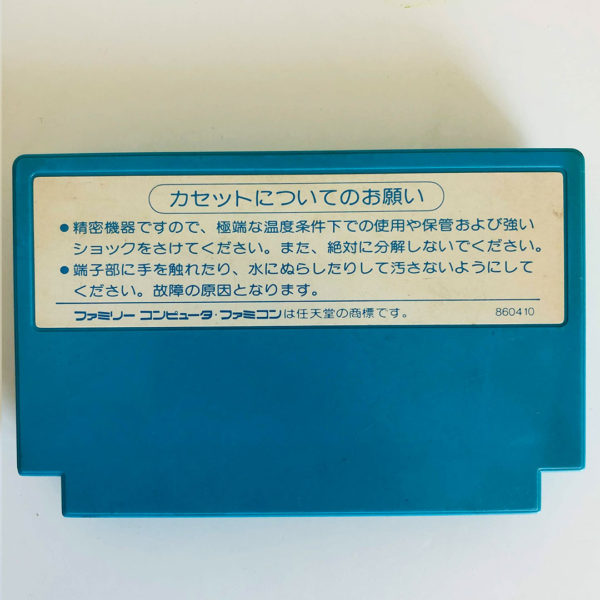 カセットについてのお願い
●精密機器ですので、極端な温度条件下での使用や保管および強い
ショックをさけてください。また、絶対に分解しないでください。
●端子部に手を触れたり、水にぬらしたりして汚さないようにして
ください。故障の原因となります。
ファミリー コンピュータ・ファミコンは任天堂の商標です。 860410